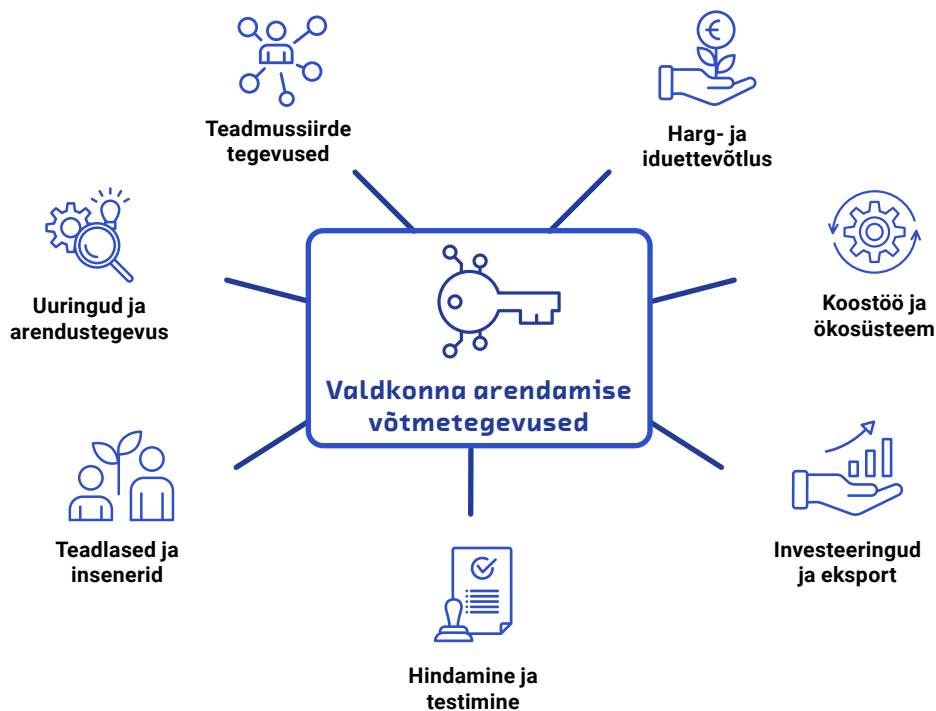 Teadmussiirde
tegevused
Harg- ja
iduettevõtlus
Uuringud ja
arendustegevus
Koostöö ja
ökosüsteem
Valdkonna arendamise
võtmetegevused
Teadlased ja
insenerid
Investeeringud
ja eksport
Hindamine ja
testimine